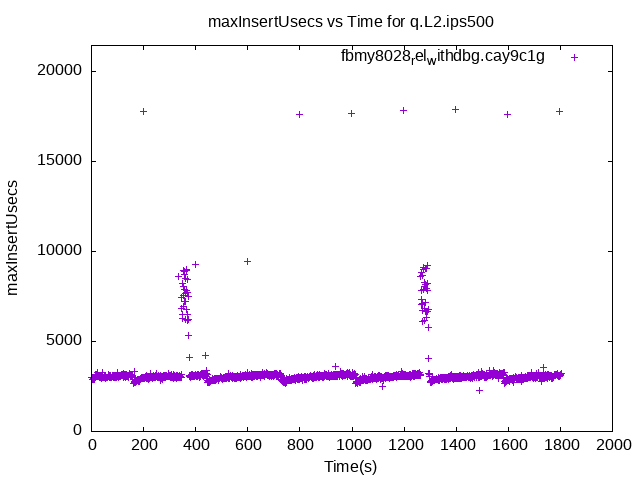 maxInsertUsecs vs Time for q.L2.ips500
fbmy8028relwithdbg.cay9c1g
maxInsertUsecs
20000
15000
10000
5000
0
0 200 400 600 800 1000 1200 1400 1600 1800 2000
Time(s)